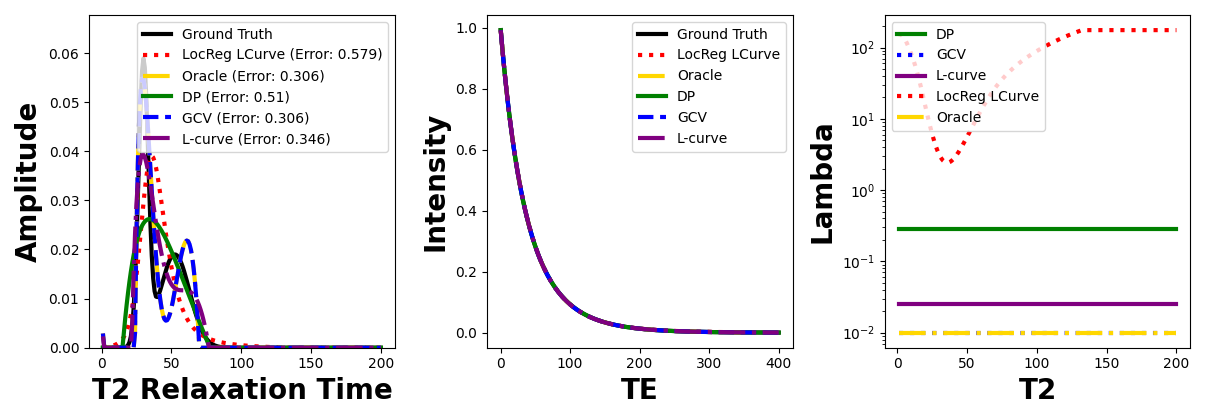 Amplitude
0.06
0.05
0.04
0.03
0.02
0.01
0.00
0
50
100
150
200
T2 Relaxation Time
Ground Truth
LocReg LCurve (Error: 0.579)
Oracle (Error: 0.306)
DP (Error: 0.51)
GCV (Error: 0.306)
L-curve (Error: 0.346)
Intensity
1.0
0.8
0.6
0.4
0.2
0.0
0
100
200
300
400
TE
Ground Truth
LocReg LCurve
Oracle
DP
GCV
L-curve
Lambda
10²
10¹
10⁰
10⁻¹
10⁻²
0
50
100
150
200
T2
DP
GCV
L-curve
LocReg LCurve
Oracle